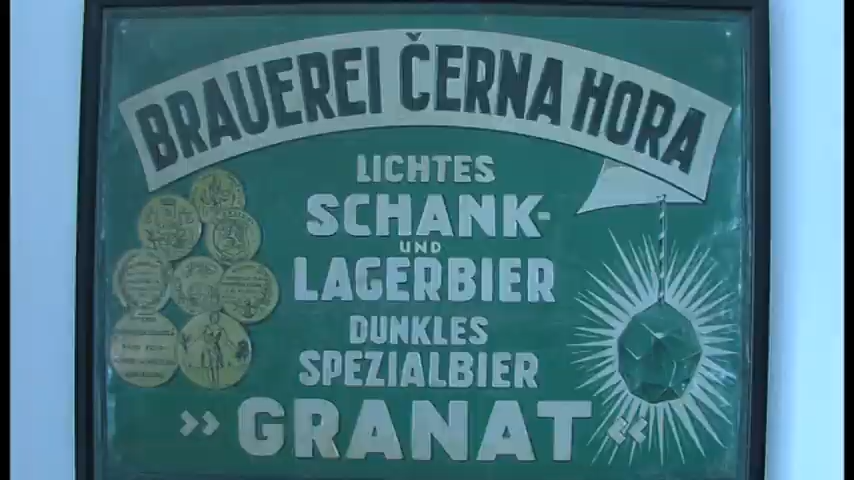 BRAUEREI ČERNA HORA
LICHTES
SCHANK-
UND
LAGERBIER
DUNKLES
SPEZIALBIER
»GRANAT«